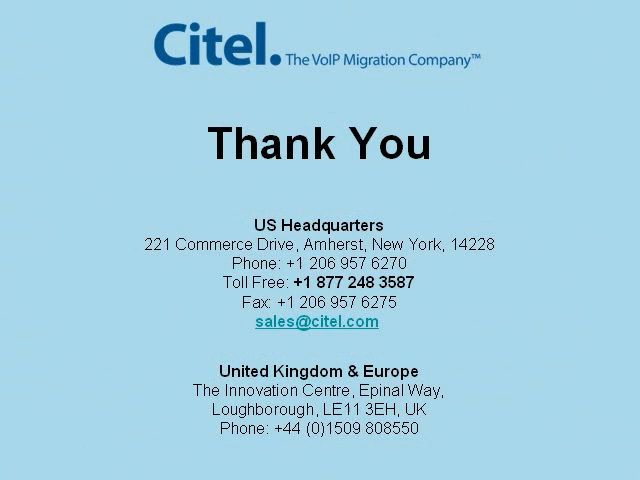 Citel. The VoIP Migration Company™
Thank You
US Headquarters
221 Commerce Drive, Amherst, New York, 14228
Phone: +1 206 957 6270
Toll Free: +1 877 248 3587
Fax: +1 206 957 6275
sales@citel.com
United Kingdom & Europe
The Innovation Centre, Epinal Way,
Loughborough, LE11 3EH, UK
Phone: +44 (0)1509 808550